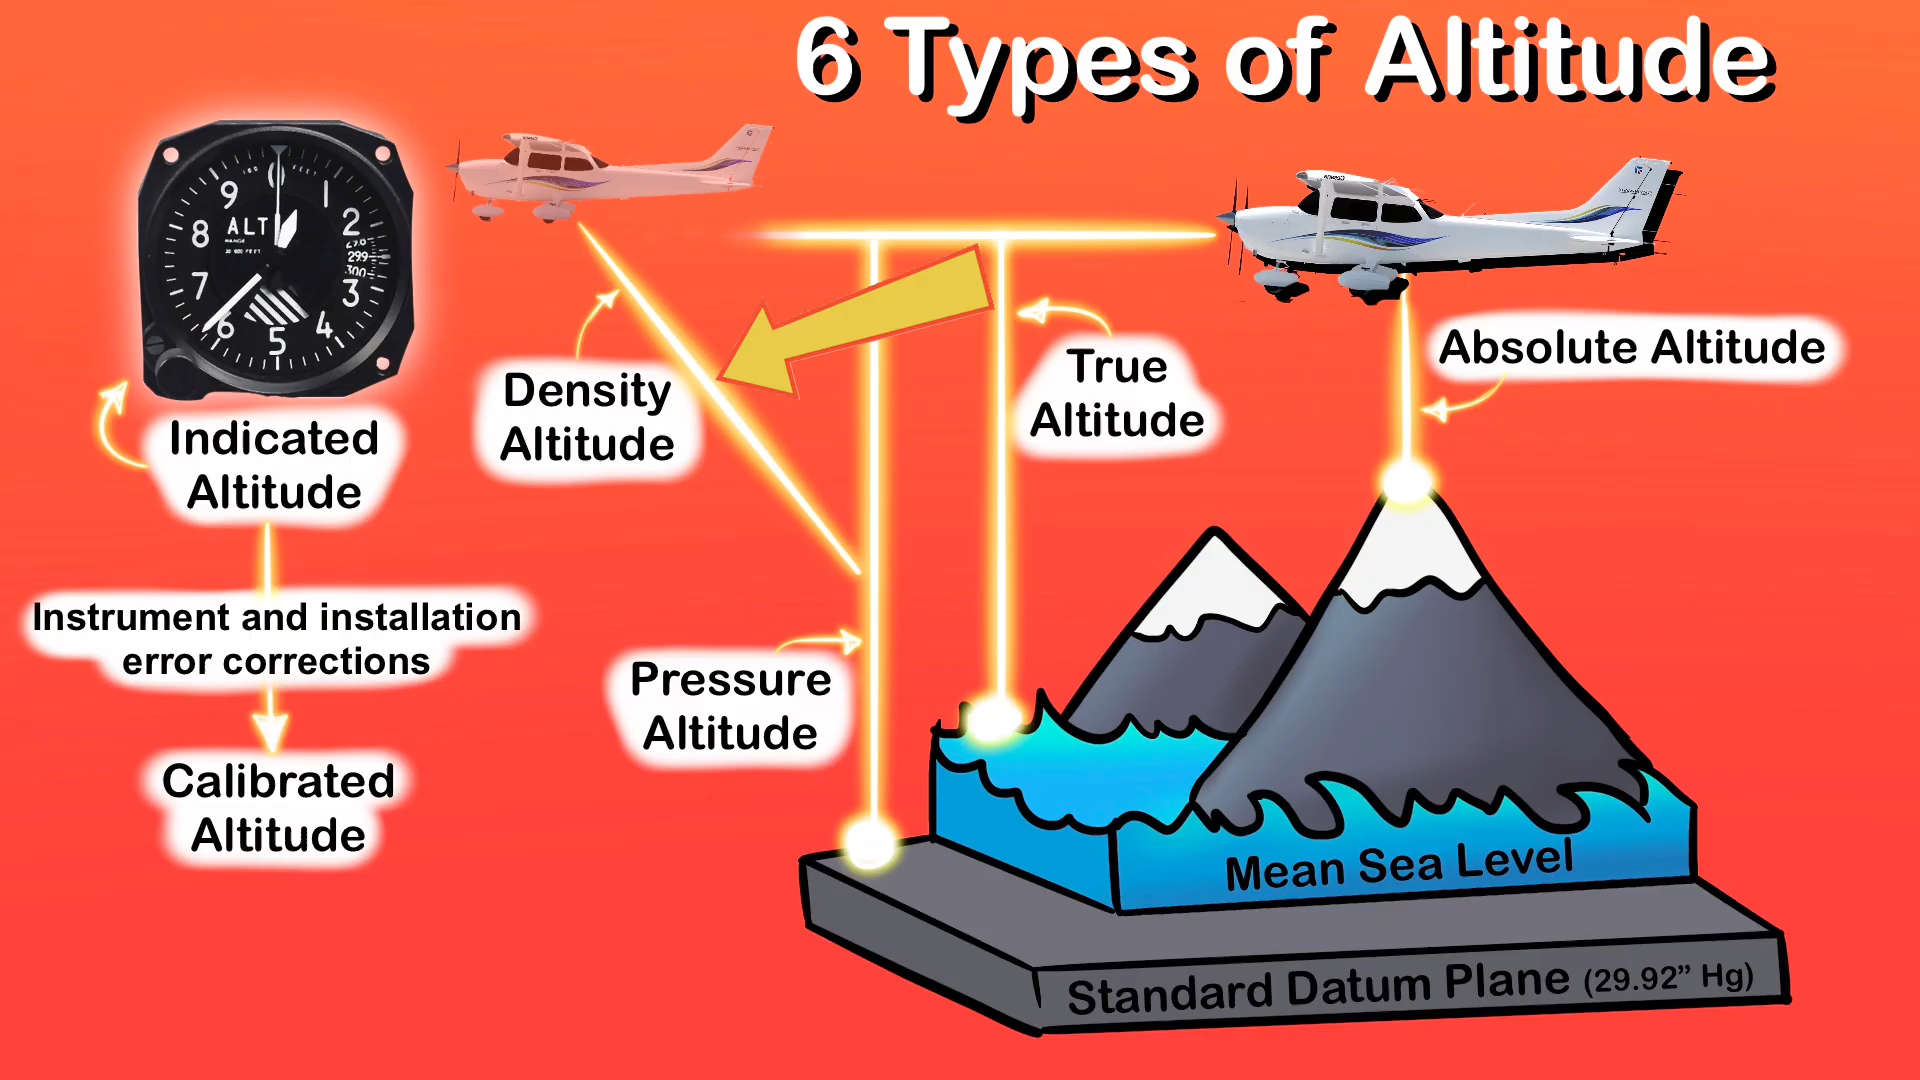 6 Types of Altitude
9
1
ALT
2
8
29.9
7
3
6
4
5
Indicated
Altitude
Instrument and installation
error corrections
Calibrated
Altitude
Density
Altitude
Pressure
Altitude
True
Altitude
Absolute Altitude
Mean Sea Level
Standard Datum Plane (29.92” Hg)